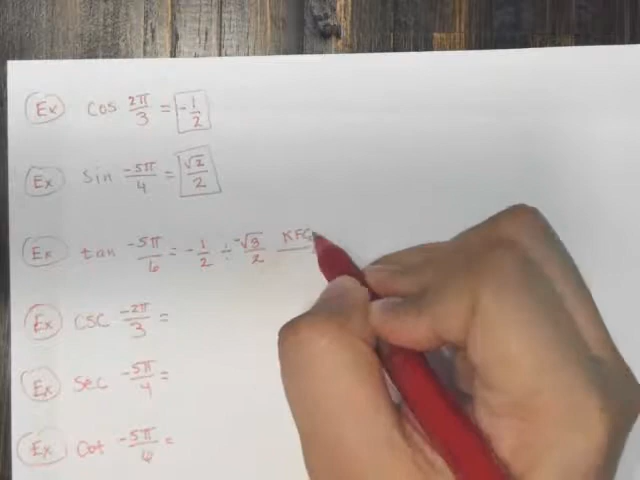 Ex cos 2π/3 = -1/2
Ex sin -5π/4 = √2/2
Ex tan -5π/6 = -1/2 ÷ -√3/2 KFC
Ex csc -2π/3 =
Ex Sec -5π/4 =
Ex Cot -5π/6 =